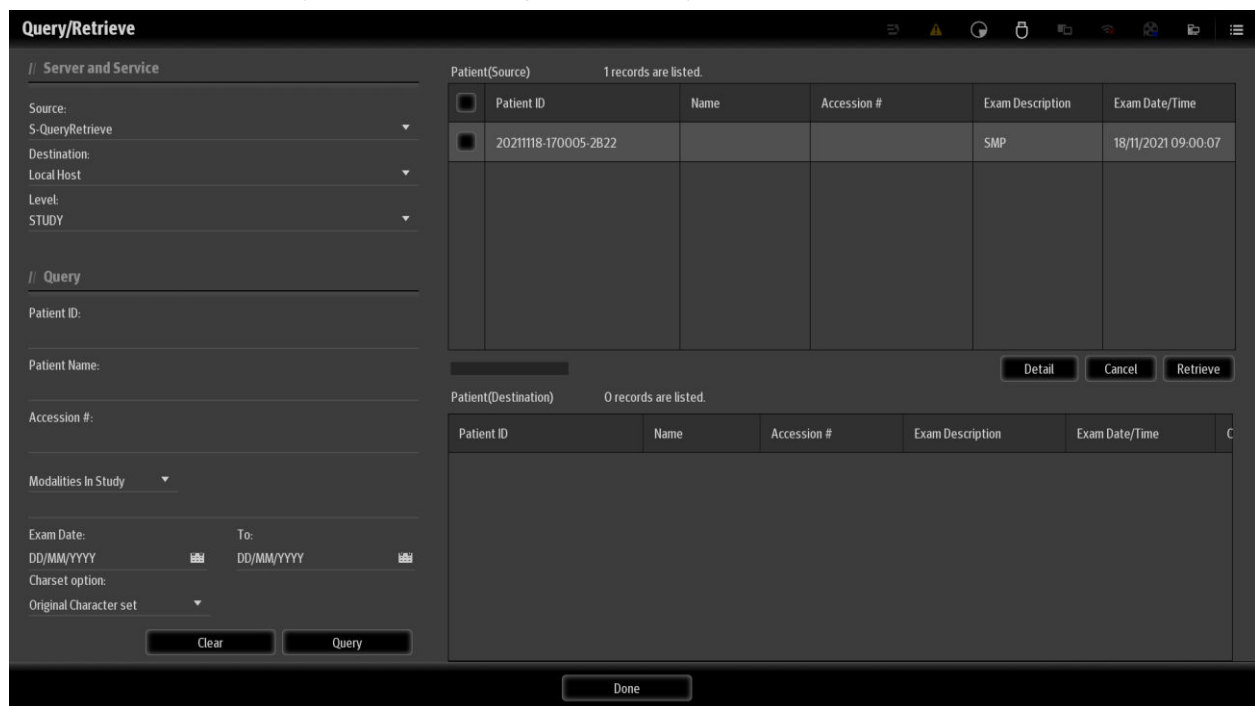 Query/Retrieve
// Server and Service
Source:
S-QueryRetrieve
Destination:
Local Host
Level:
STUDY
// Query
Patient ID:
Patient Name:
Accession #:
Modalities In Study
Exam Date: To:
DD/MM/YYYY DD/MM/YYYY
Charset option:
Original Character set
Clear Query
Patient(Source) 1 records are listed.
Patient ID Name Accession # Exam Description Exam Date/Time
20211118-170005-2B22 SMP 18/11/2021 09:00:07
Detail Cancel Retrieve
Patient(Destination) 0 records are listed.
Patient ID Name Accession # Exam Description Exam Date/Time C
Done